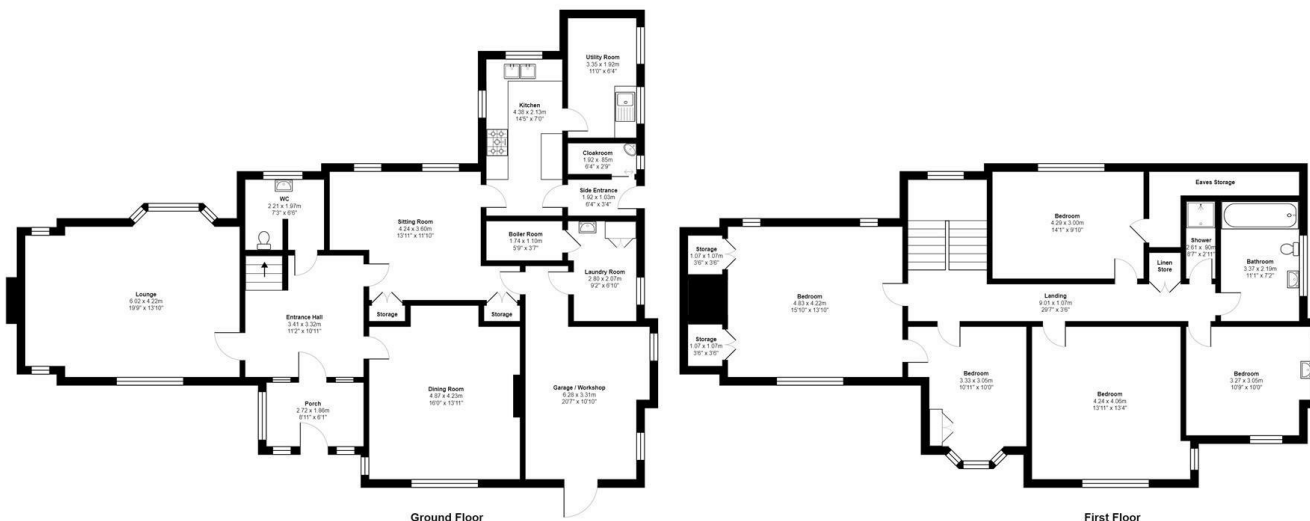 Utility Room
3.35 x 1.92m
11'0" x 6'4"
Kitchen
4.38 x 2.13m
14'5" x 7'0"
Cloakroom
1.92 x .85m
6'4" x 2'9"
Side Entrance
1.92 x 1.03m
6'4" x 3'4"
WC
2.21 x 1.97m
7'3" x 6'6"
Sitting Room
4.24 x 3.60m
13'11" x 11'10"
Boiler Room
1.74 x 1.10m
5'9" x 3'7"
Laundry Room
2.80 x 2.07m
9'2" x 6'10"
Lounge
6.02 x 4.22m
19'9" x 13'10"
Entrance Hall
3.41 x 3.32m
11'2" x 10'11"
Storage
Storage
Dining Room
4.87 x 4.23m
16'0" x 13'11"
Garage / Workshop
6.28 x 3.31m
20'7" x 10'10"
Porch
2.72 x 1.86m
8'11" x 6'1"
Ground Floor
Eaves Storage
Bedroom
4.29 x 3.00m
14'1" x 9'10"
Shower
2.61 x .90m
8'7" x 2'11"
Storage
1.07 x 1.07m
3'6" x 3'6"
Linen
Store
Bathroom
3.37 x 2.19m
11'1" x 7'2"
Bedroom
4.83 x 4.22m
15'10" x 13'10"
Landing
9.01 x 1.07m
29'7" x 3'6"
Storage
1.07 x 1.07m
3'6" x 3'6"
Bedroom
3.33 x 3.05m
10'11" x 10'0"
Bedroom
4.24 x 4.06m
13'11" x 13'4"
Bedroom
3.27 x 3.05m
10'9" x 10'0"
First Floor